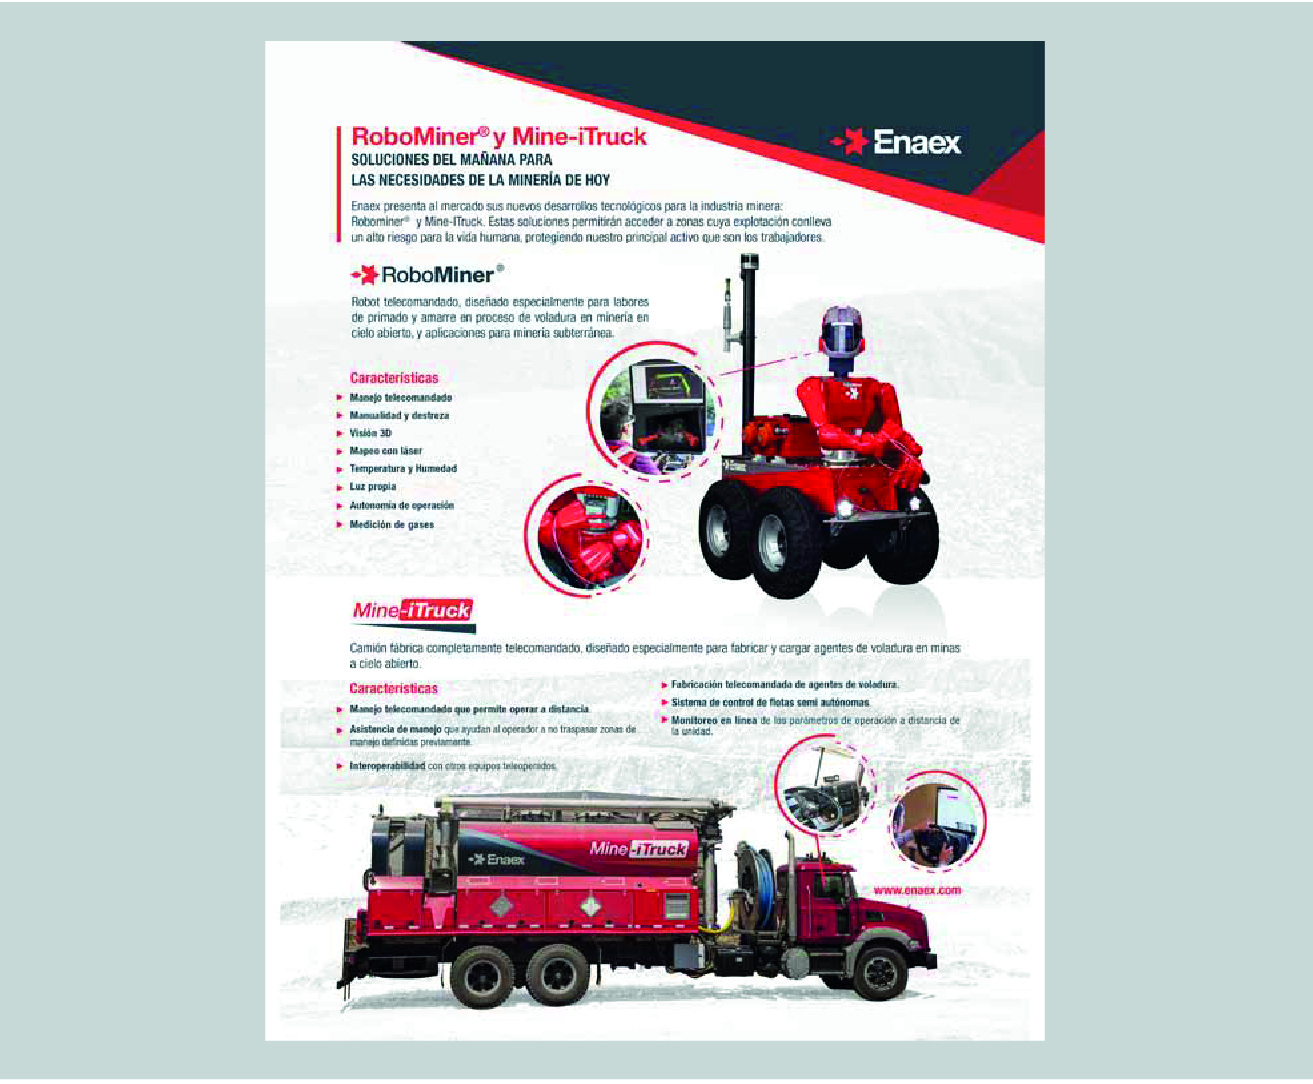 RoboMiner® y Mine-iTruck
SOLUCIONES DEL MAÑANA PARA
LAS NECESIDADES DE LA MINERÍA DE HOY
Enaex
Enaex presenta al mercado sus nuevos desarrollos tecnológicos para la industria minera:
Robominer® y Mine-ITruck. Estas soluciones permitirán acceder a zonas cuya explotación conlleva
un alto riesgo para la vida humana, protegiendo nuestro principal activo que son los trabajadores.
RoboMiner®
Robot telecomandado, diseñado especialmente para labores
de primado y amarre en proceso de voladura en minería en
cielo abierto, y aplicaciones para minería subterránea.
Características
Manejo telecomandado
Manualidad y destreza
Visión 3D
Mapeo con láser
Temperatura y Humedad
Luz propia
Autonomía de operación
Medición de gases
Mine-iTruck
Camión fábrica completamente telecomandado, diseñado especialmente para fabricar y cargar agentes de voladura en minas
a cielo abierto.
Características
Manejo telecomandado que permite operar a distancia.
Asistencia de manejo que ayudan al operador a no traspasar zonas de
manejo definidas previamente.
Interoperabilidad con otros equipos teleoperados.
Fabricación telecomandada de agentes de voladura.
Sistema de control de flotas semi autónomas.
Monitoreo en línea de los parámetros de operación a distancia de
la unidad.
Enaex
Mine-iTruck
www.enaex.com